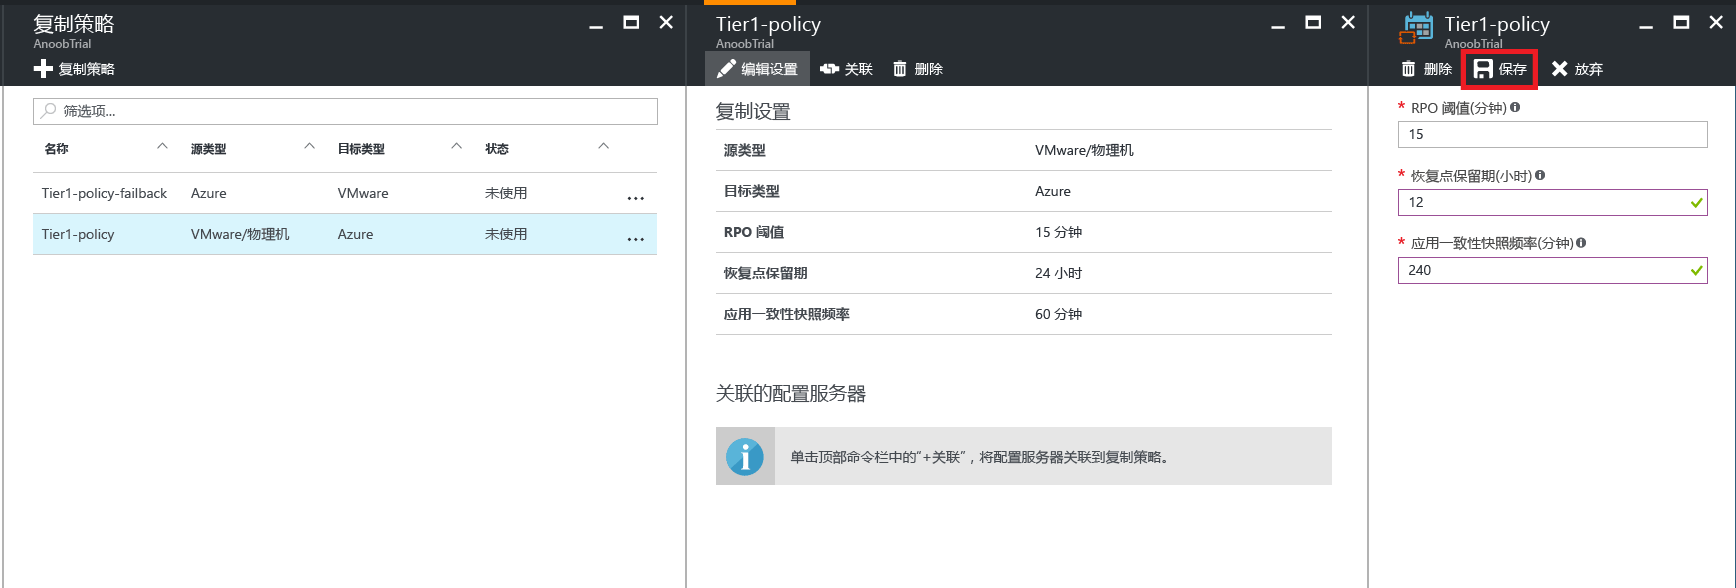 复制策略
AnoobTrial
复制策略
筛选项...
名称 源类型 目标类型 状态
Tier1-policy-failback Azure VMware 未使用 ...
Tier1-policy VMware/物理机 Azure 未使用 ...
Tier1-policy
AnoobTrial
编辑设置 关联 删除
复制设置
源类型 VMware/物理机
目标类型 Azure
RPO 阈值 15 分钟
恢复点保留期 24 小时
应用一致性快照频率 60 分钟
关联的配置服务器
单击顶部命令栏中的“+关联”，将配置服务器关联到复制策略。
Tier1-policy
AnoobTrial
删除 保存 放弃
* RPO 阈值(分钟)
15
* 恢复点保留期(小时)
12
* 应用一致性快照频率(分钟)
240